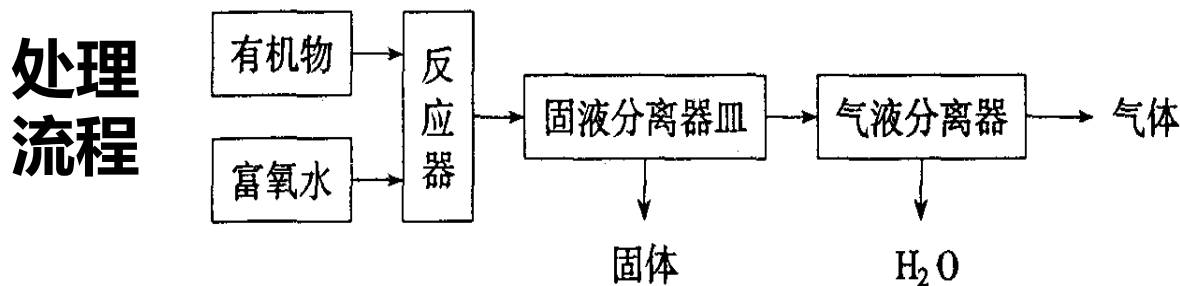 处理
流程
有机物
富氧水
反应器
固液分离器皿
气液分离器
气体
固体
H₂O